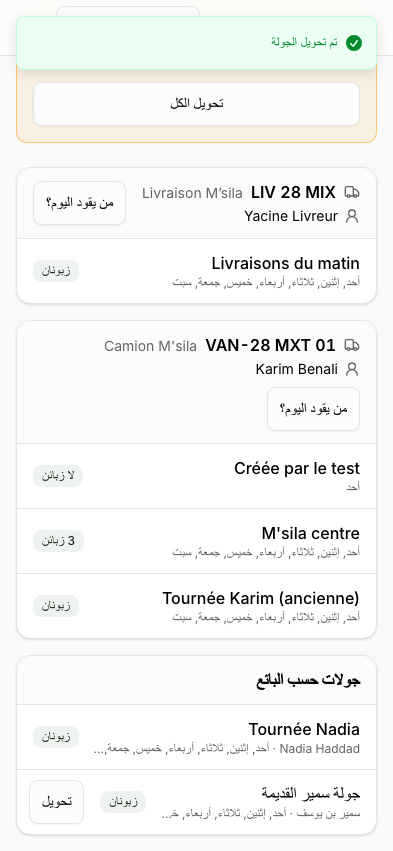 تم تحويل الجولة
تحويل الكل
LIV 28 MIX Livraison M’sila
Yacine Livreur
من يقود اليوم؟
Livraisons du matin
أحد, إثنين, ثلاثاء, أربعاء, خميس, جمعة, سبت
زبونان
VAN-28 MXT 01 Camion M'sila
Karim Benali
من يقود اليوم؟
Créée par le test
أحد
لا زبائن
M'sila centre
أحد, إثنين, ثلاثاء, أربعاء, خميس, جمعة, سبت
3 زبائن
Tournée Karim (ancienne)
أحد, إثنين, ثلاثاء, أربعاء, خميس, جمعة, سبت
زبونان
جولات حسب البائع
Tournée Nadia
Nadia Haddad · أحد, إثنين, ثلاثاء, أربعاء, خميس, جمعة,...
زبونان
جولة سمير القديمة
سمير بن يوسف · أحد, إثنين, ثلاثاء, أربعاء, خـ...
زبونان
تحويل